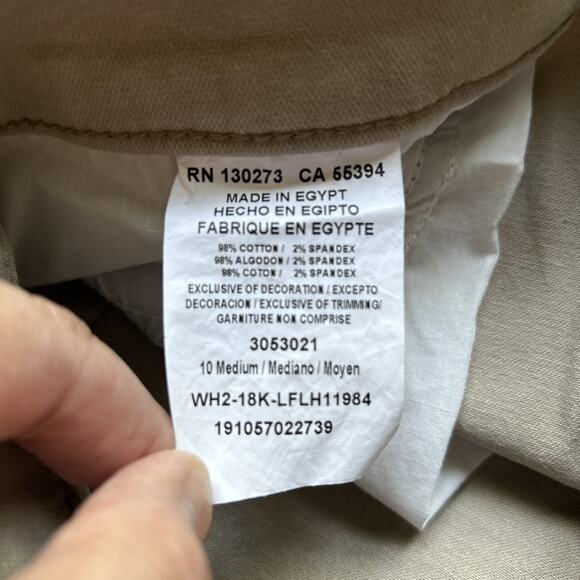 RN 130273 CA 55394
MADE IN EGYPT
HECHO EN EGIPTO
FABRIQUE EN EGYPTE
98% COTTON / 2% SPANDEX
98% ALGODON / 2% SPANDEX
98% COTON / 2% SPANDEX
EXCLUSIVE OF DECORATION / EXCEPTO
DECORACION / EXCLUSIVE OF TRIMMING/
GARNITURE NON COMPRISE
3053021
10 Medium / Mediano / Moyen
WH2-18K-LFLH11984
191057022739